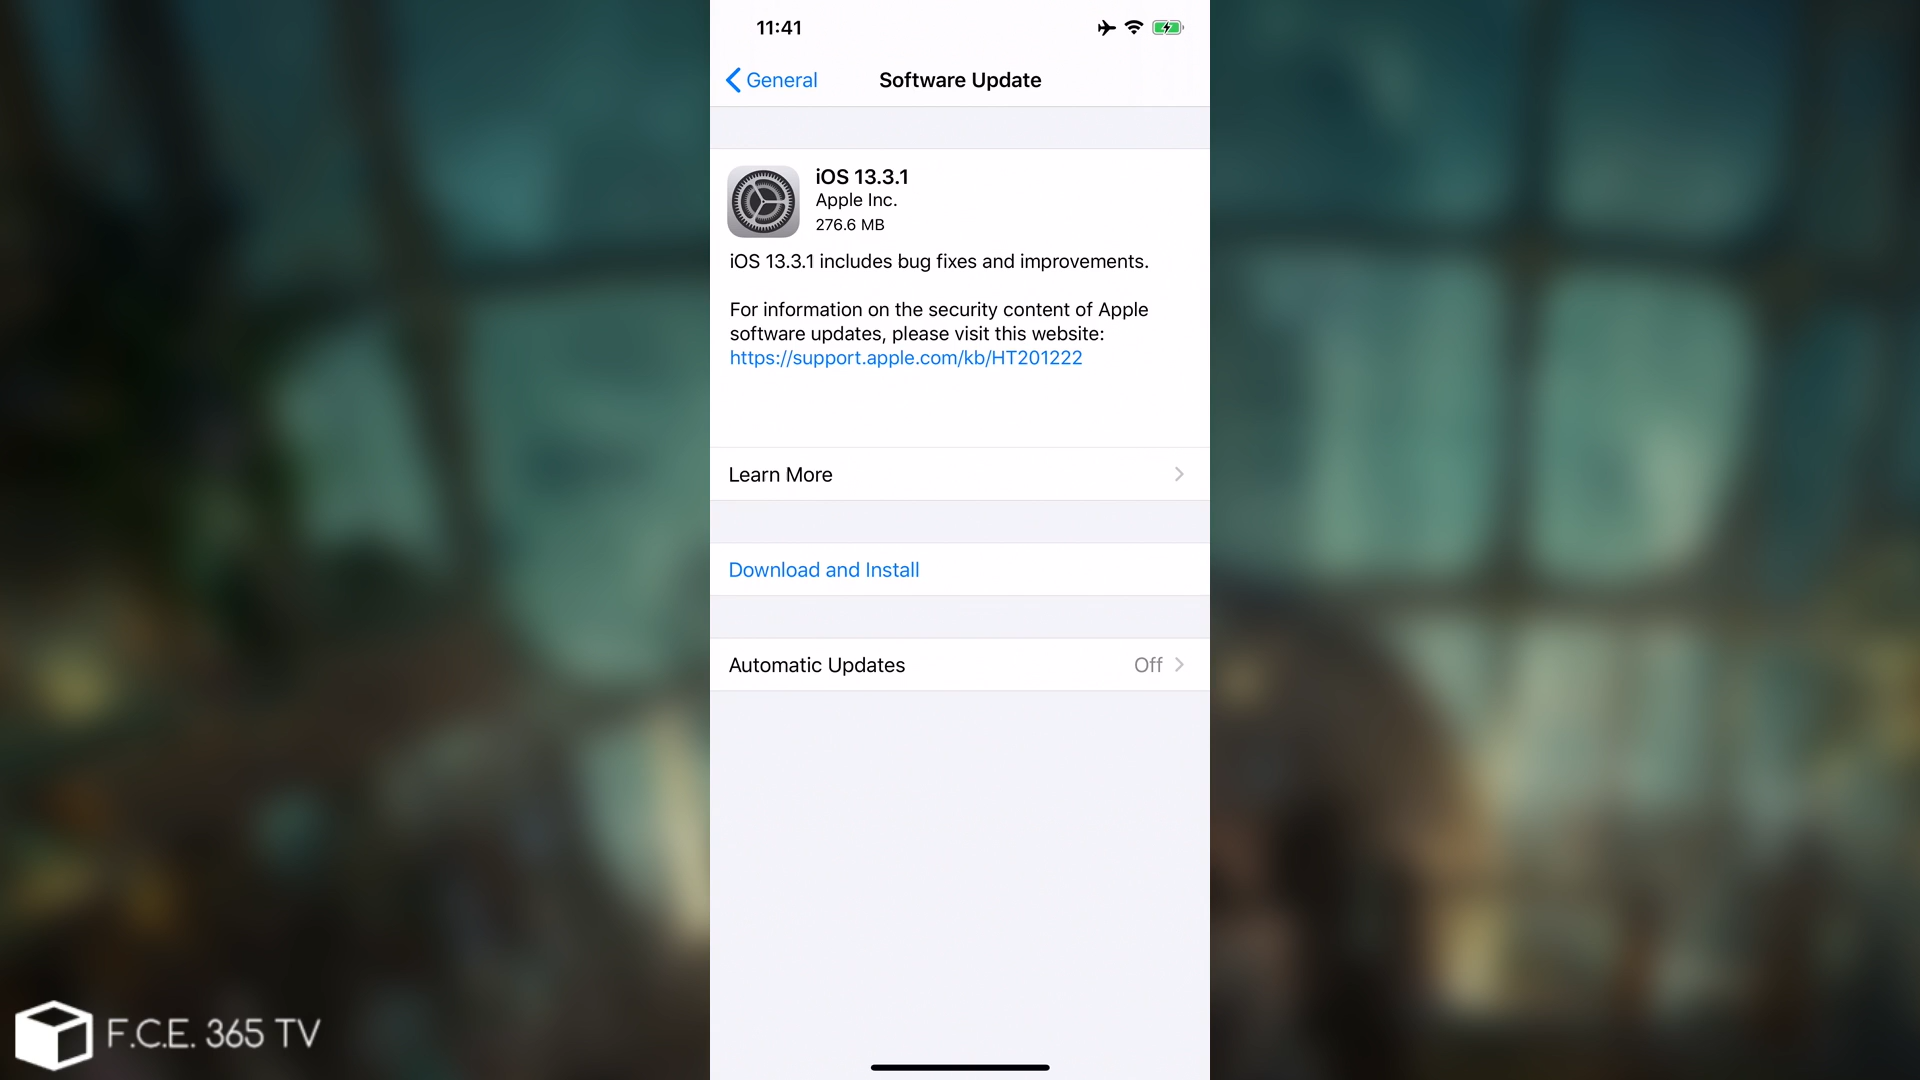 11:41
General
Software Update
iOS 13.3.1
Apple Inc.
276.6 MB
iOS 13.3.1 includes bug fixes and improvements.
For information on the security content of Apple
software updates, please visit this website:
https://support.apple.com/kb/HT201222
Learn More
Download and Install
Automatic Updates Off
F.C.E. 365 TV